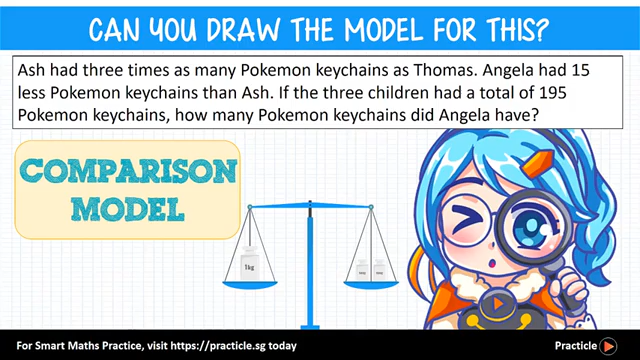 CAN YOU DRAW THE MODEL FOR THIS?
Ash had three times as many Pokemon keychains as Thomas. Angela had 15
less Pokemon keychains than Ash. If the three children had a total of 195
Pokemon keychains, how many Pokemon keychains did Angela have?
COMPARISON
MODEL
1kg
For Smart Maths Practice, visit https://practicle.sg today
Practicle